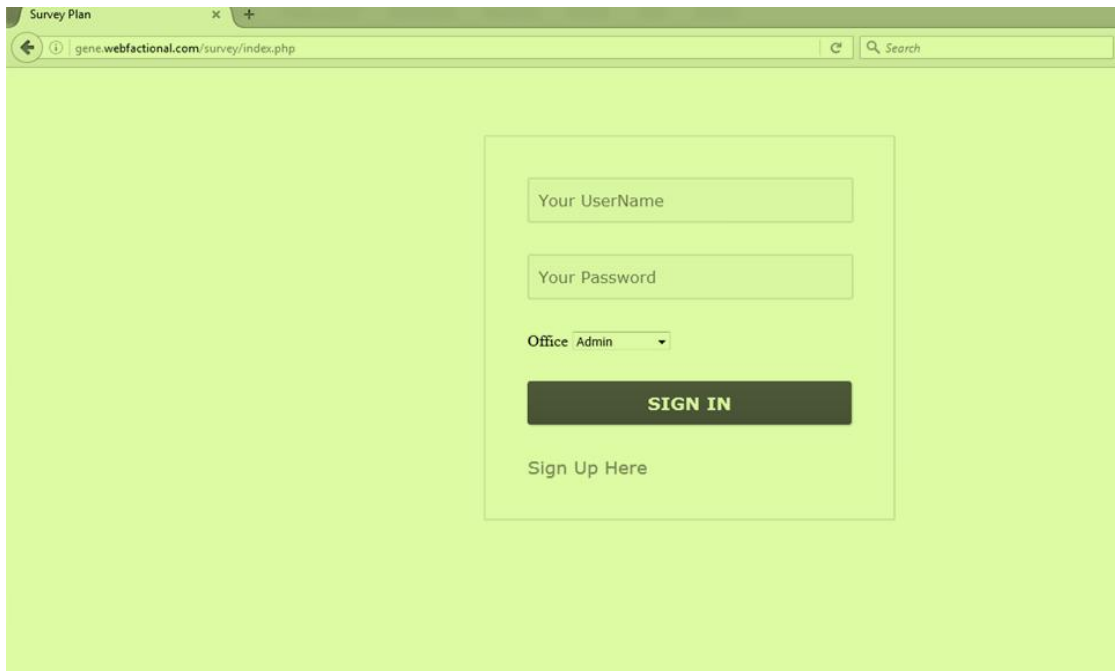 Survey Plan
gene.webfactional.com/survey/index.php
Search
Your UserName
Your Password
Office Admin
SIGN IN
Sign Up Here